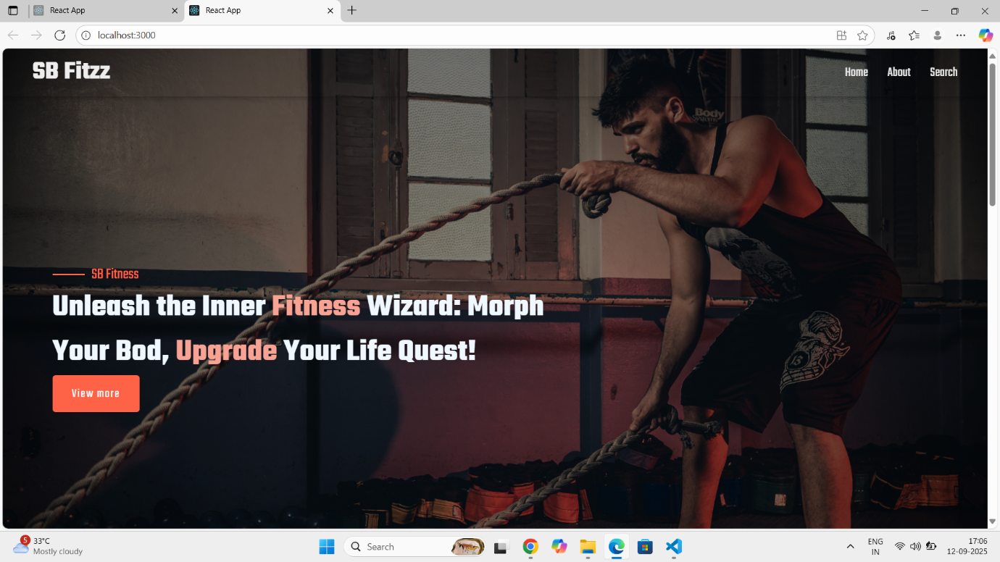 React App
React App
localhost:3000
SB Fitzz
Home
About
Search
Body
SB Fitness
Unleash the Inner Fitness Wizard: Morph
Your Bod, Upgrade Your Life Quest!
View more
13
5
33°C
Mostly cloudy
Search
ENG
IN
17:06
12-09-2025